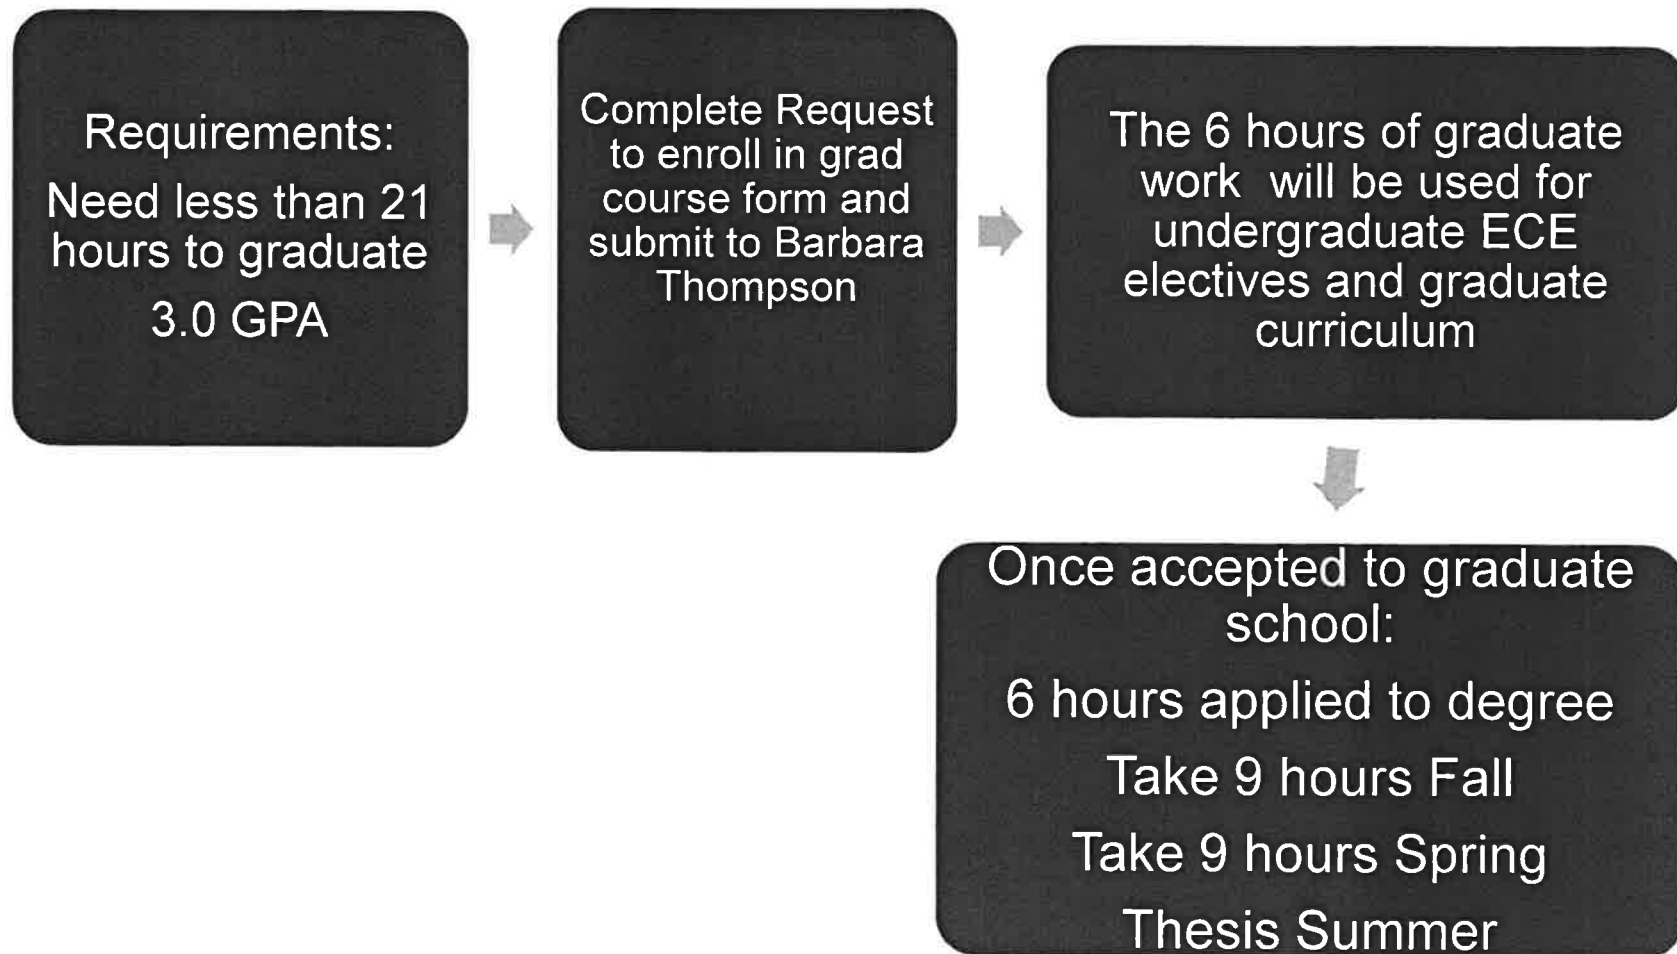 Requirements:
Need less than 21
hours to graduate
3.0 GPA
Complete Request
to enroll in grad
course form and
submit to Barbara
Thompson
The 6 hours of graduate
work will be used for
undergraduate ECE
electives and graduate
curriculum
Once accepted to graduate
school:
6 hours applied to degree
Take 9 hours Fall
Take 9 hours Spring
Thesis Summer